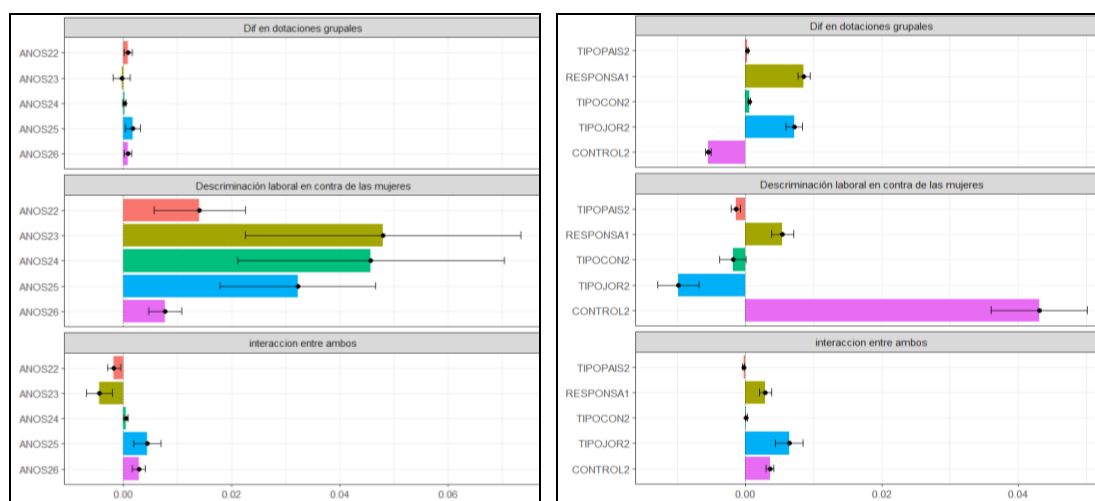 Dif en dotaciones grupales
ANOS22
ANOS23
ANOS24
ANOS25
ANOS26
Descriminación laboral en contra de las mujeres
ANOS22
ANOS23
ANOS24
ANOS25
ANOS26
interaccion entre ambos
ANOS22
ANOS23
ANOS24
ANOS25
ANOS26
0.00 0.02 0.04 0.06
Dif en dotaciones grupales
TIPOPAIS2
RESPONSA1
TIPOCON2
TIPOJOR2
CONTROL2
Descriminación laboral en contra de las mujeres
TIPOPAIS2
RESPONSA1
TIPOCON2
TIPOJOR2
CONTROL2
interaccion entre ambos
TIPOPAIS2
RESPONSA1
TIPOCON2
TIPOJOR2
CONTROL2
0.00 0.02 0.04